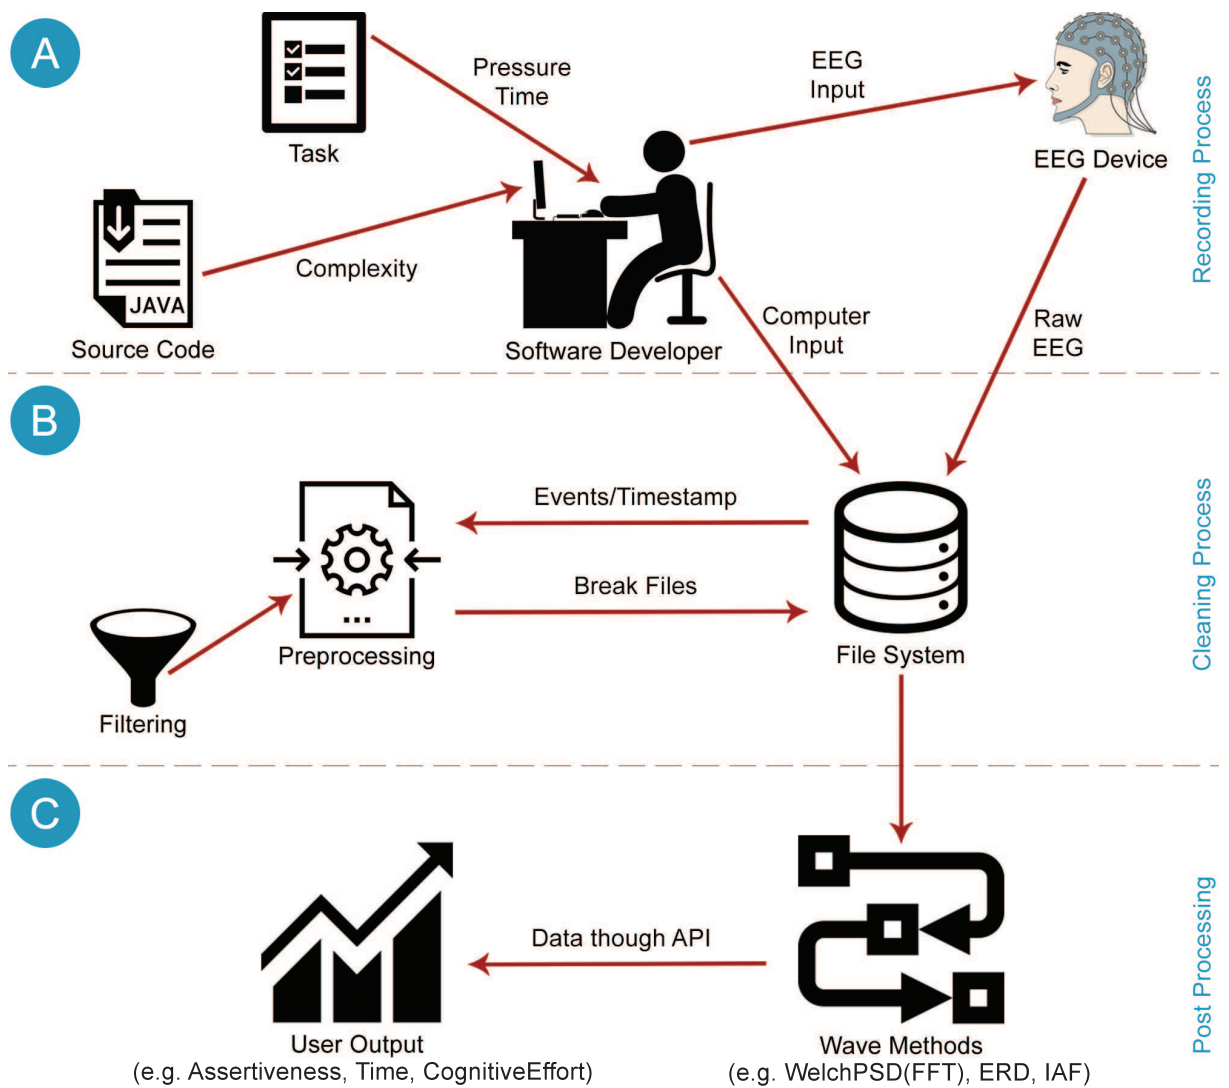 A
Task
Pressure
Time
EEG
Input
EEG Device
Recording Process
JAVA
Source Code
Complexity
Software Developer
Computer
Input
Raw
EEG
B
Events/Timestamp
Break Files
Preprocessing
Filtering
File System
Cleaning Process
C
Data though API
User Output
(e.g. Assertiveness, Time, CognitiveEffort)
Wave Methods
(e.g. WelchPSD(FFT), ERD, IAF)
Post Processing